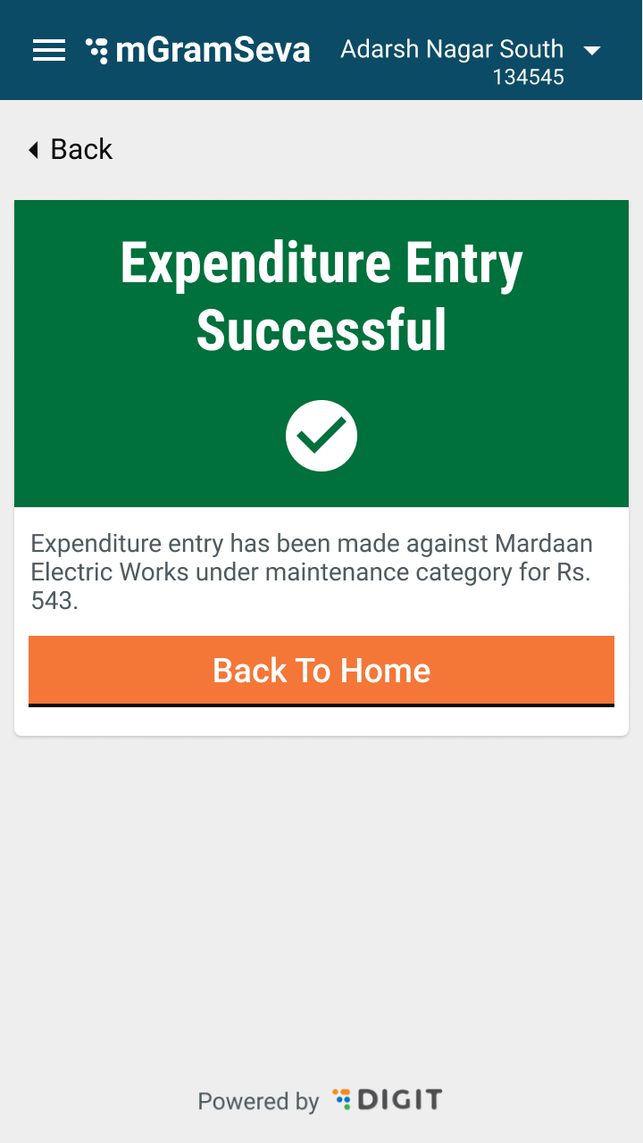 mGramSeva
Adarsh Nagar South
134545
Back
Expenditure Entry
Successful
Expenditure entry has been made against Mardaan
Electric Works under maintenance category for Rs.
543.
Back To Home
Powered by DIGIT